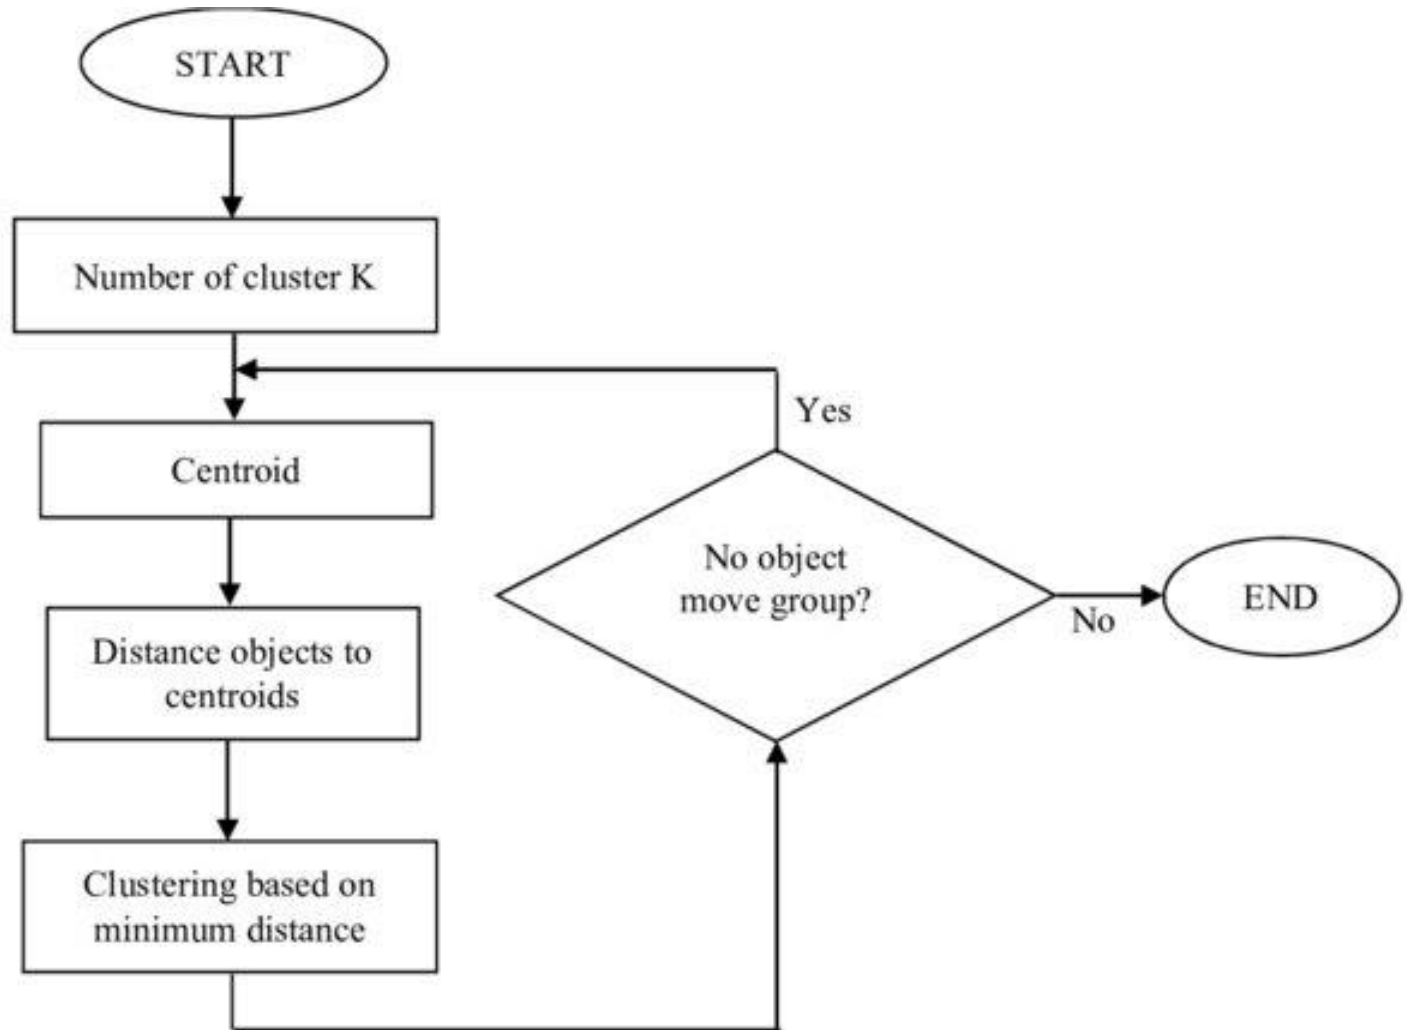 START
Number of cluster K
Centroid
Distance objects to
centroids
Clustering based on
minimum distance
No object
move group?
Yes
No
END